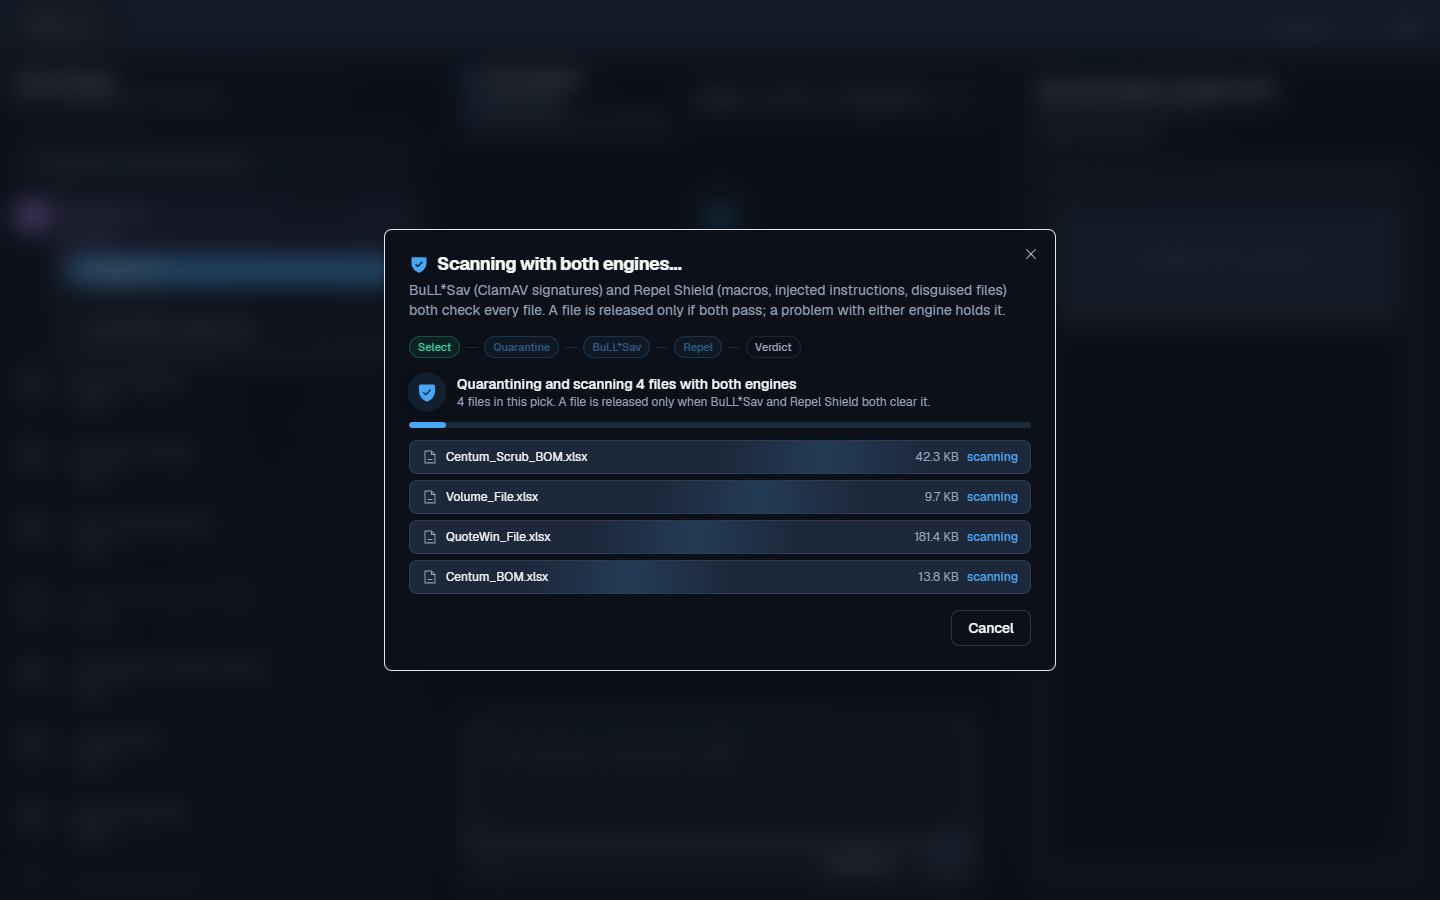 Scanning with both engines...
BuLL*Sav (ClamAV signatures) and Repel Shield (macros, injected instructions, disguised files)
both check every file. A file is released only if both pass; a problem with either engine holds it.
Select — Quarantine — BuLL*Sav — Repel — Verdict
Quarantining and scanning 4 files with both engines
4 files in this pick. A file is released only when BuLL*Sav and Repel Shield both clear it.
Centum_Scrub_BOM.xlsx 42.3 KB scanning
Volume_File.xlsx 9.7 KB scanning
QuoteWin_File.xlsx 181.4 KB scanning
Centum_BOM.xlsx 13.8 KB scanning
Cancel